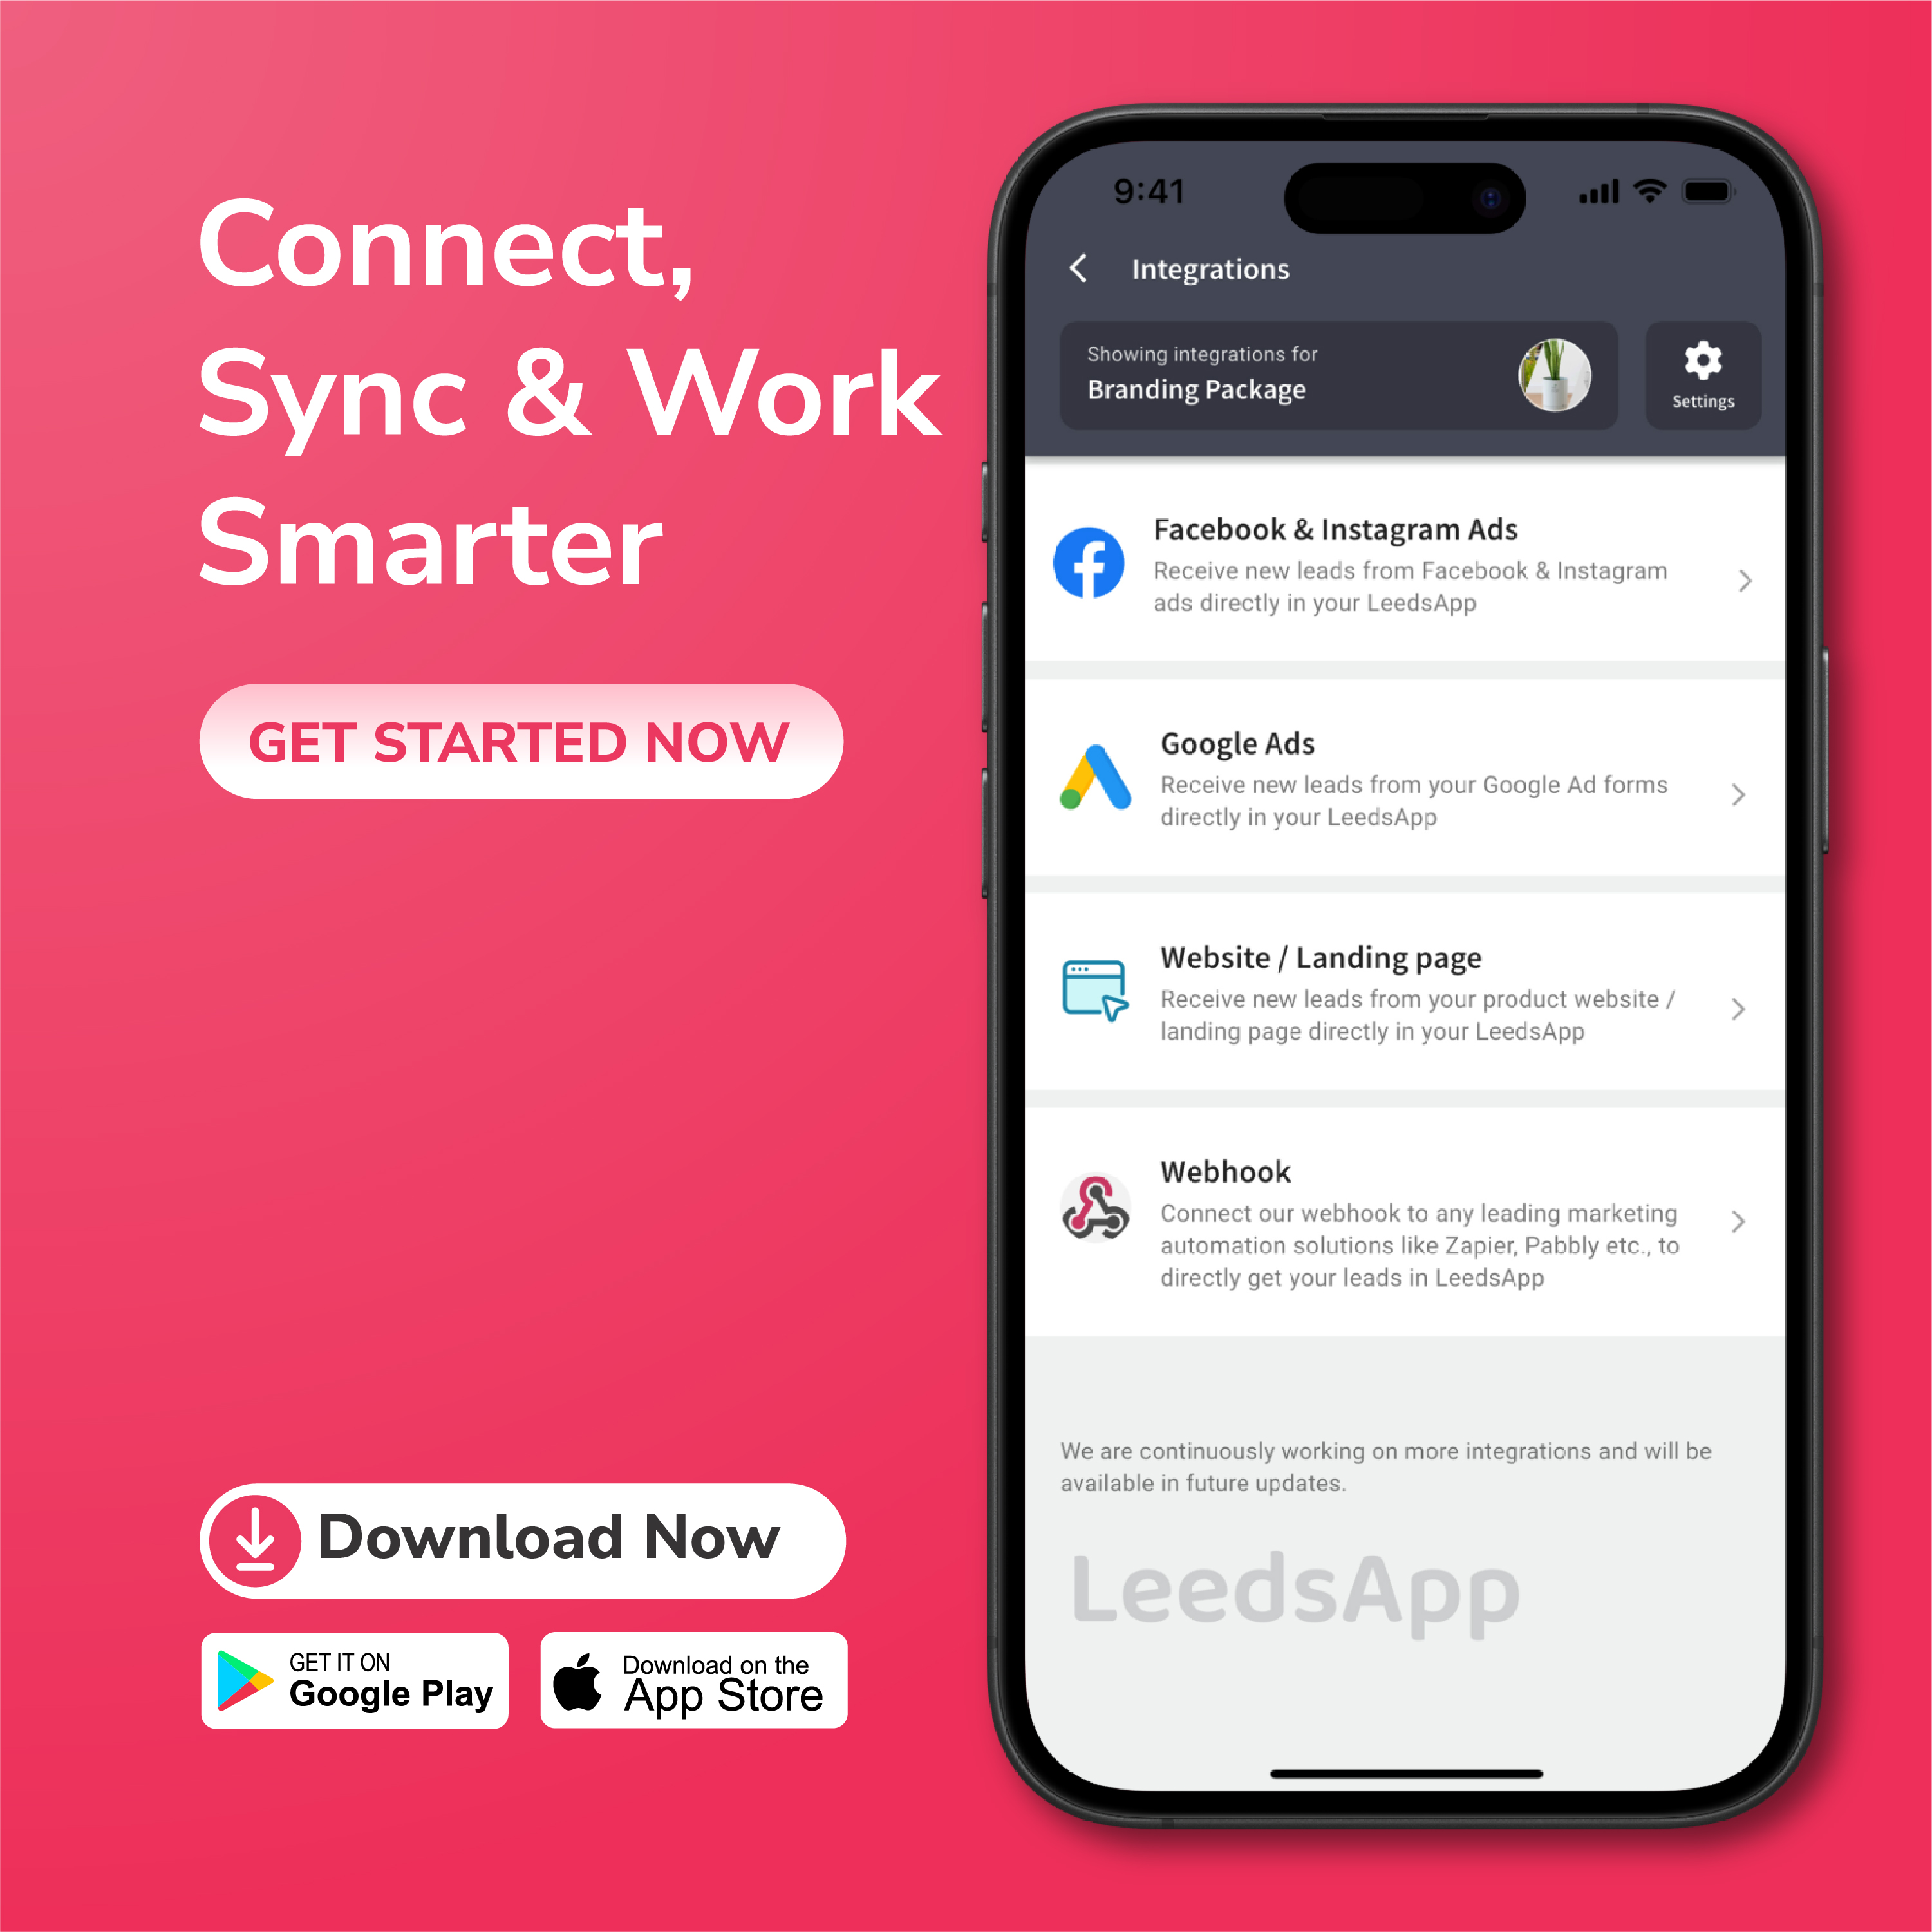 Connect,
Sync & Work
Smarter
GET STARTED NOW
Download Now
GET IT ON
Google Play
Download on the
App Store
9:41
Integrations
Showing integrations for
Branding Package
Settings
Facebook & Instagram Ads
Receive new leads from Facebook & Instagram
ads directly in your LeedsApp
Google Ads
Receive new leads from your Google Ad forms
directly in your LeedsApp
Website / Landing page
Receive new leads from your product website /
landing page directly in your LeedsApp
Webhook
Connect our webhook to any leading marketing
automation solutions like Zapier, Pabbly etc., to
directly get your leads in LeedsApp
We are continuously working on more integrations and will be
available in future updates.
LeedsApp